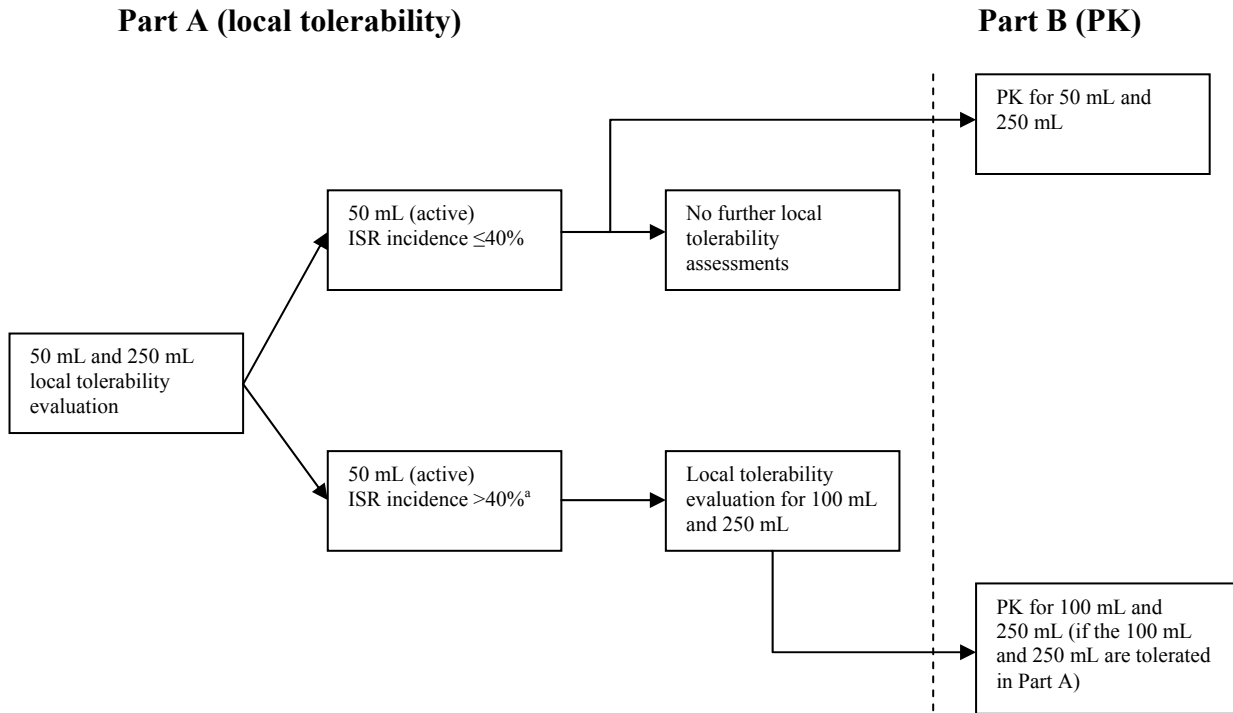 Part A (local tolerability)
Part B (PK)
PK for 50 mL and
250 mL
50 mL (active)
ISR incidence ≤40%
No further local
tolerability
assessments
50 mL and 250 mL
local tolerability
evaluation
50 mL (active)
ISR incidence >40%ᵃ
Local tolerability
evaluation for 100 mL
and 250 mL
PK for 100 mL and
250 mL (if the 100 mL
and 250 mL are tolerated
in Part A)